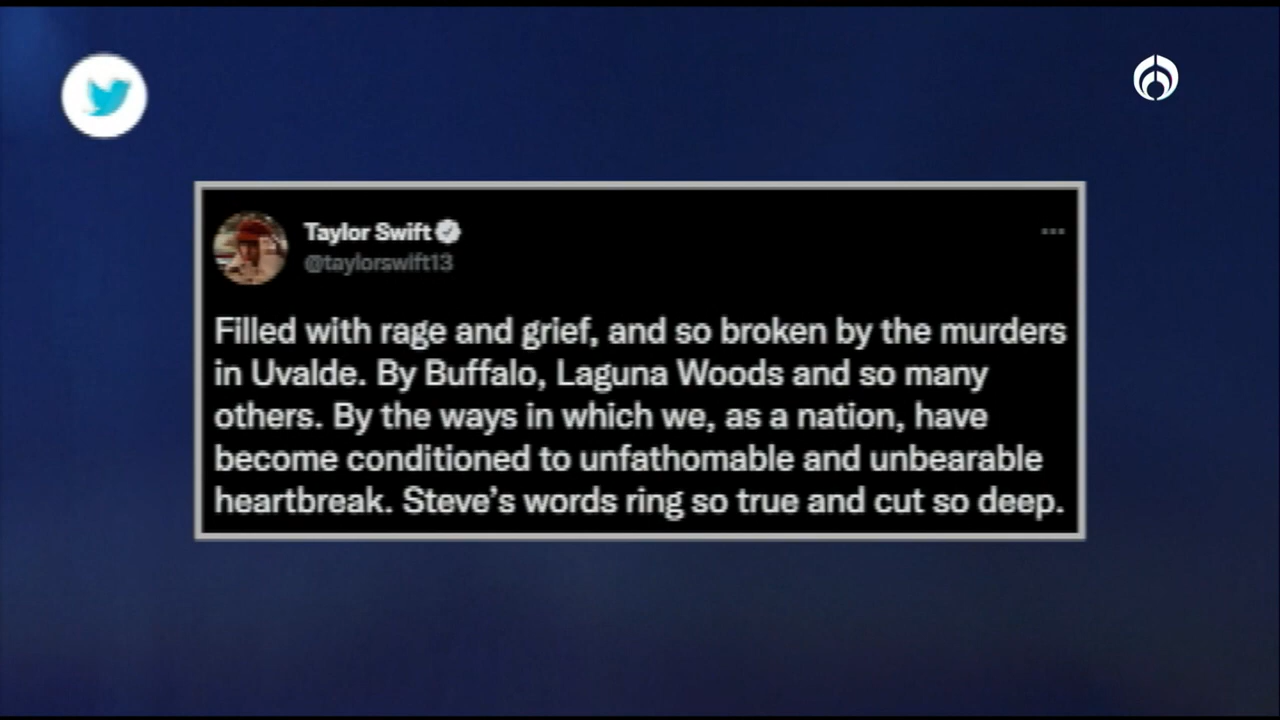 Taylor Swift
@taylorswift13
Filled with rage and grief, and so broken by the murders
in Uvalde. By Buffalo, Laguna Woods and so many
others. By the ways in which we, as a nation, have
become conditioned to unfathomable and unbearable
heartbreak. Steve’s words ring so true and cut so deep.